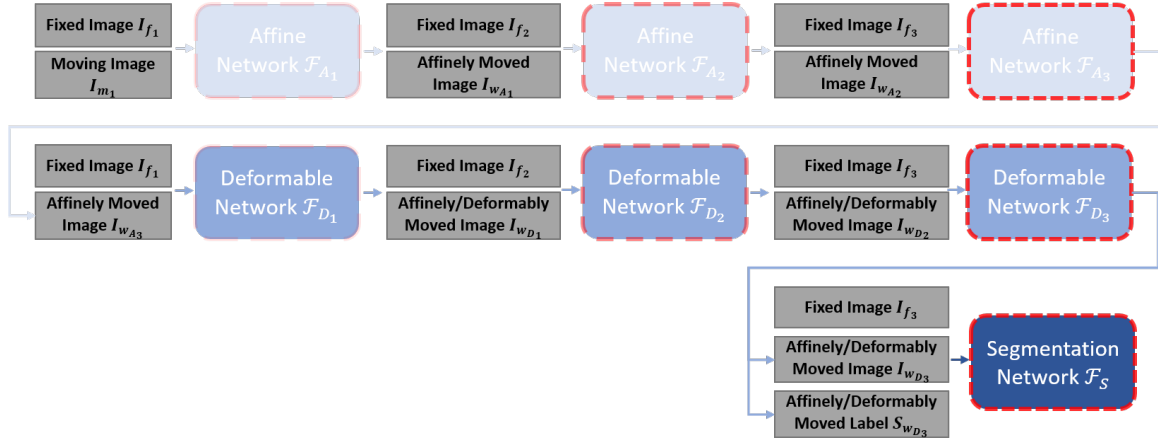 Fixed Image I_{f_1}
Moving Image
I_{m_1}
Affine
Network ℱ_{A_1}
Fixed Image I_{f_2}
Affinely Moved
Image I_{w_{A_1}}
Affine
Network ℱ_{A_2}
Fixed Image I_{f_3}
Affinely Moved
Image I_{w_{A_2}}
Affine
Network ℱ_{A_3}
Fixed Image I_{f_1}
Affinely Moved
Image I_{w_{A_3}}
Deformable
Network ℱ_{D_1}
Fixed Image I_{f_2}
Affinely/Deformably
Moved Image I_{w_{D_1}}
Deformable
Network ℱ_{D_2}
Fixed Image I_{f_3}
Affinely/Deformably
Moved Image I_{w_{D_2}}
Deformable
Network ℱ_{D_3}
Fixed Image I_{f_3}
Affinely/Deformably
Moved Image I_{w_{D_3}}
Affinely/Deformably
Moved Label S_{w_{D_3}}
Segmentation
Network ℱ_S